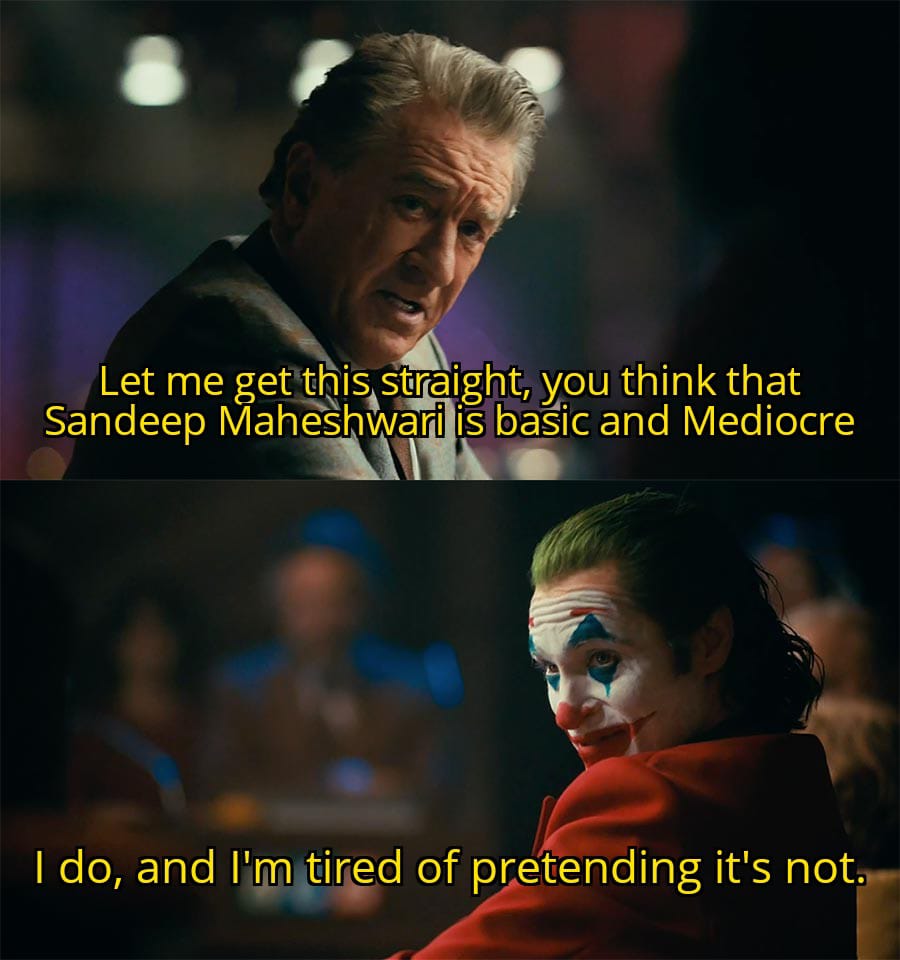 Let me get this straight, you think that
Sandeep Maheshwari is basic and Mediocre
I do, and I'm tired of pretending it's not.